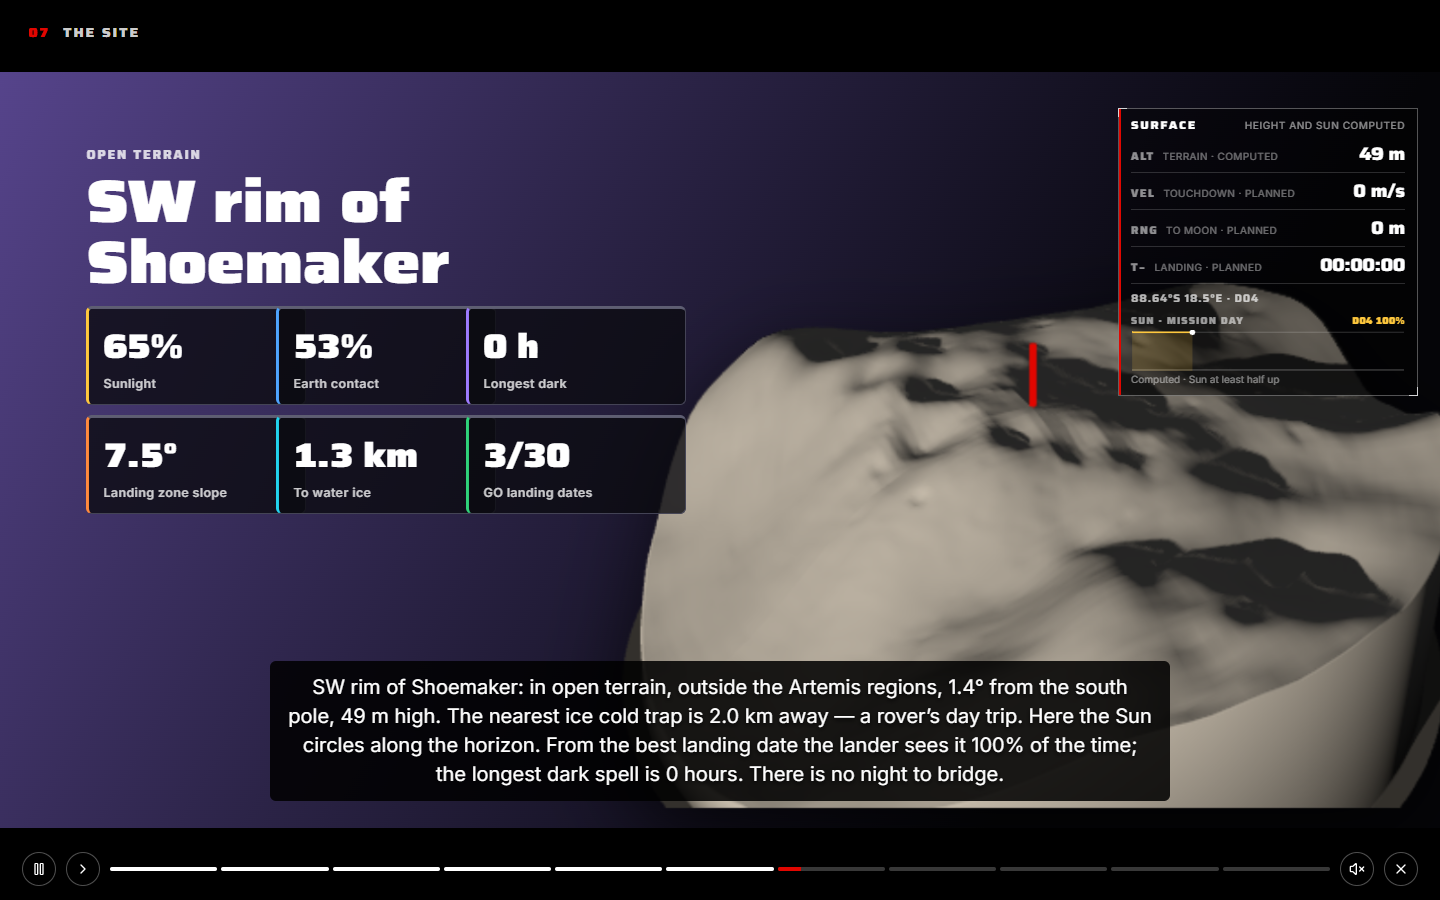 07 THE SITE
OPEN TERRAIN
SW rim of
Shoemaker
65%
Sunlight
53%
Earth contact
0 h
Longest dark
7.5°
Landing zone slope
1.3 km
To water ice
3/30
GO landing dates
SURFACE HEIGHT AND SUN COMPUTED
ALT TERRAIN · COMPUTED 49 m
VEL TOUCHDOWN · PLANNED 0 m/s
RNG TO MOON · PLANNED 0 m
T- LANDING · PLANNED 00:00:00
88.64°S 18.5°E · D04
SUN · MISSION DAY D04 100%
Computed · Sun at least half up
SW rim of Shoemaker: in open terrain, outside the Artemis regions, 1.4° from the south
pole, 49 m high. The nearest ice cold trap is 2.0 km away — a rover’s day trip. Here the Sun
circles along the horizon. From the best landing date the lander sees it 100% of the time;
the longest dark spell is 0 hours. There is no night to bridge.